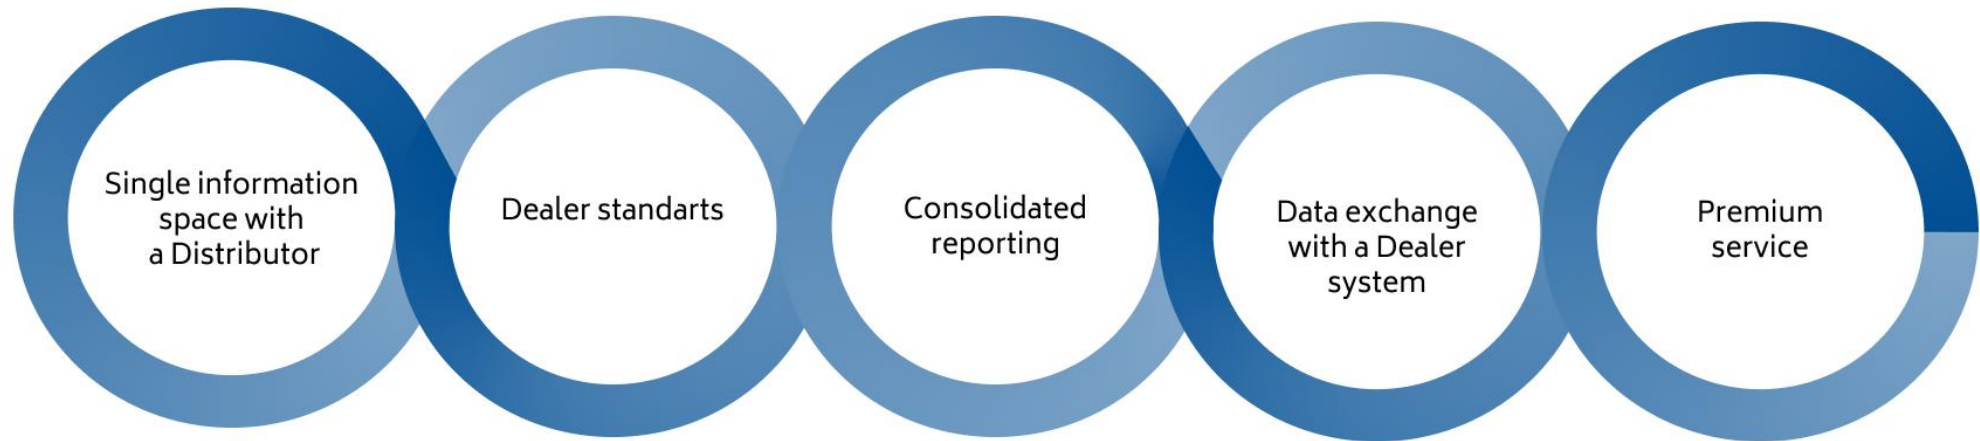 Single information
space with
a Distributor
Dealer standarts
Consolidated
reporting
Data exchange
with a Dealer
system
Premium
service